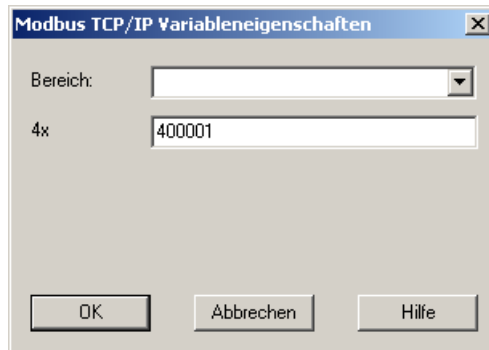 Modbus TCP/IP Variableneigenschaften
Bereich:
4x 400001
OK Abbrechen Hilfe